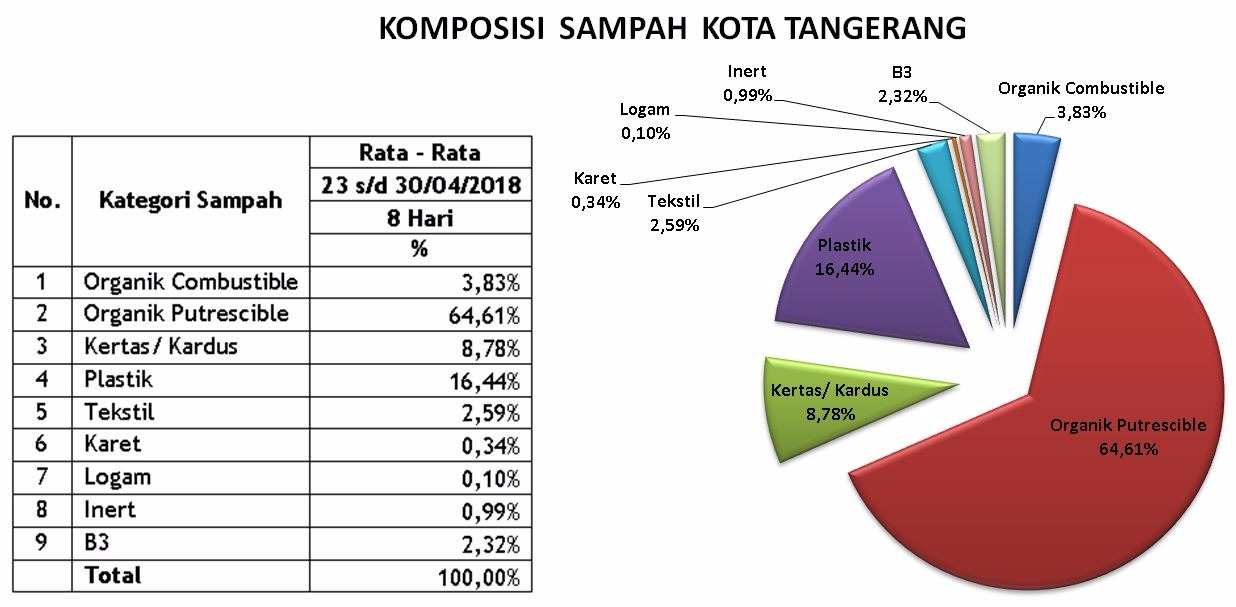 KOMPOSISI SAMPAH KOTA TANGERANG
No. Kategori Sampah Rata - Rata
23 s/d 30/04/2018
8 Hari
%
1 Organik Combustible 3,83%
2 Organik Putrescible 64,61%
3 Kertas/ Kardus 8,78%
4 Plastik 16,44%
5 Tekstil 2,59%
6 Karet 0,34%
7 Logam 0,10%
8 Inert 0,99%
9 B3 2,32%
Total 100,00%
Inert
0,99%
B3
2,32%
Organik Combustible
3,83%
Logam
0,10%
Karet
0,34%
Tekstil
2,59%
Plastik
16,44%
Kertas/ Kardus
8,78%
Organik Putrescible
64,61%